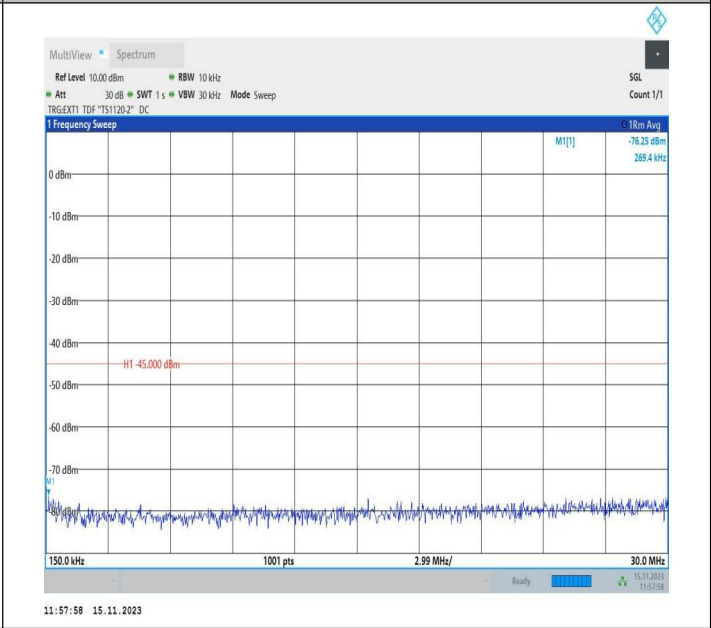 R S
MultiView Spectrum
Ref Level 10.00 dBm RBW 10 kHz SGL
Att 30 dB SWT 1 s VBW 30 kHz Mode Sweep Count 1/1
TRG:EXT1 TDF "TS1120-2" DC
1 Frequency Sweep 1Rm Avg
M1[1] -76.25 dBm
269.4 kHz
0 dBm
-10 dBm
-20 dBm
-30 dBm
-40 dBm
H1 -45.000 dBm
-50 dBm
-60 dBm
-70 dBm
M1
-80 dBm
150.0 kHz 1001 pts 2.99 MHz/ 30.0 MHz
Ready 15.11.2023
11:57:58
11:57:58 15.11.2023